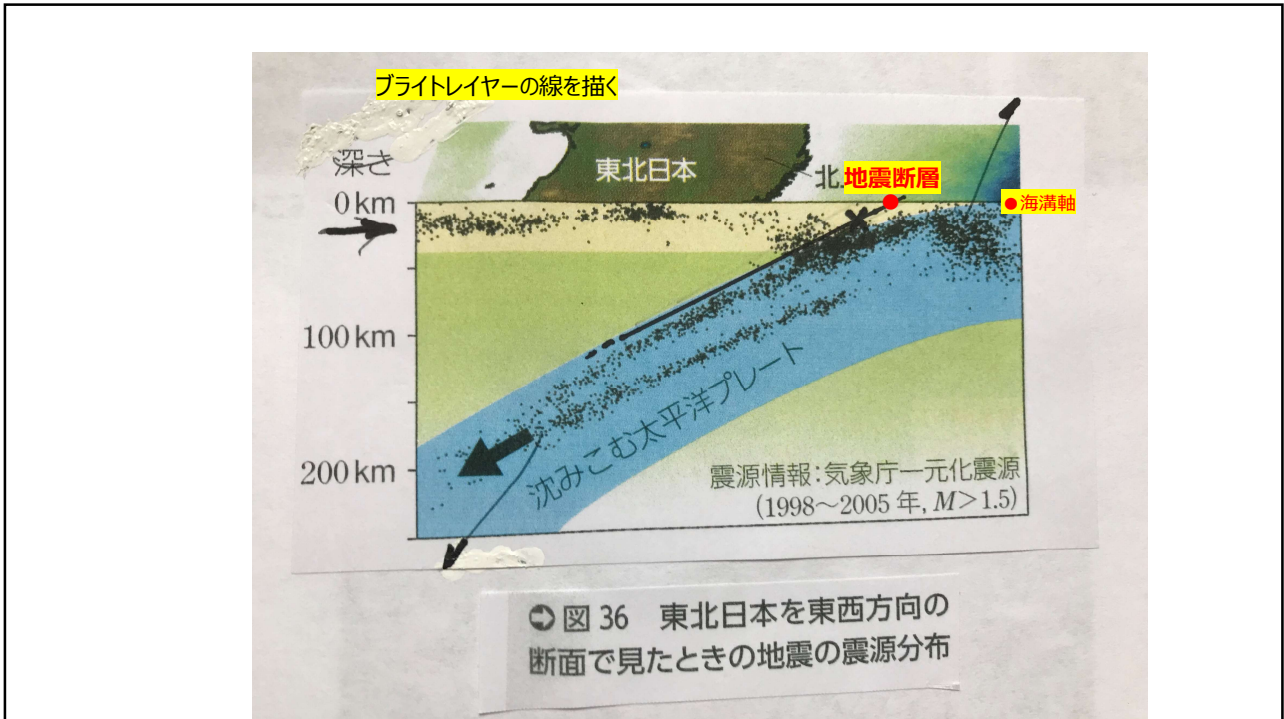 ブライトレイヤーの線を描く
深さ
東北日本
北
地震断層
0 km
海溝軸
100 km
沈みこむ太平洋プレート
200 km
震源情報:気象庁一元化震源
(1998〜2005 年, M>1.5)
➲ 図 36 東北日本を東西方向の
断面で見たときの地震の震源分布